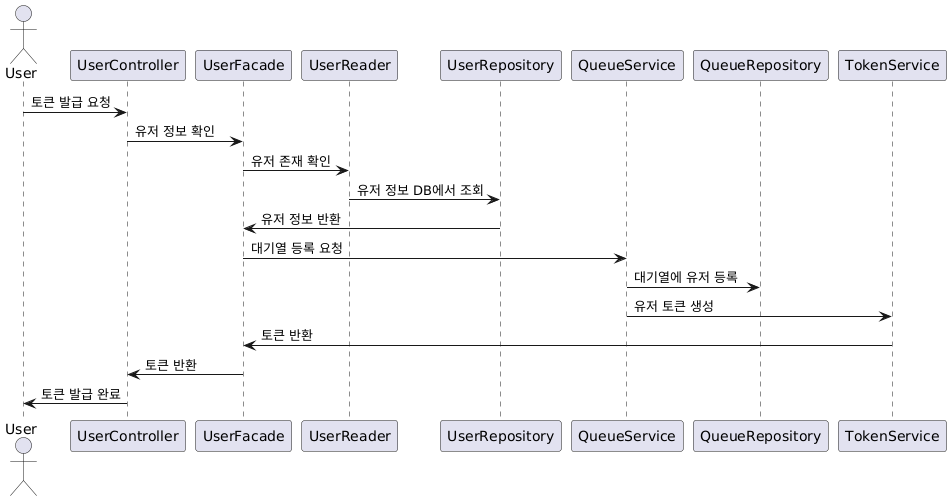 User
UserController
UserFacade
UserReader
UserRepository
QueueService
QueueRepository
TokenService
토큰 발급 요청
유저 정보 확인
유저 존재 확인
유저 정보 DB에서 조회
유저 정보 반환
대기열 등록 요청
대기열에 유저 등록
유저 토큰 생성
토큰 반환
토큰 반환
토큰 발급 완료
User
UserController
UserFacade
UserReader
UserRepository
QueueService
QueueRepository
TokenService